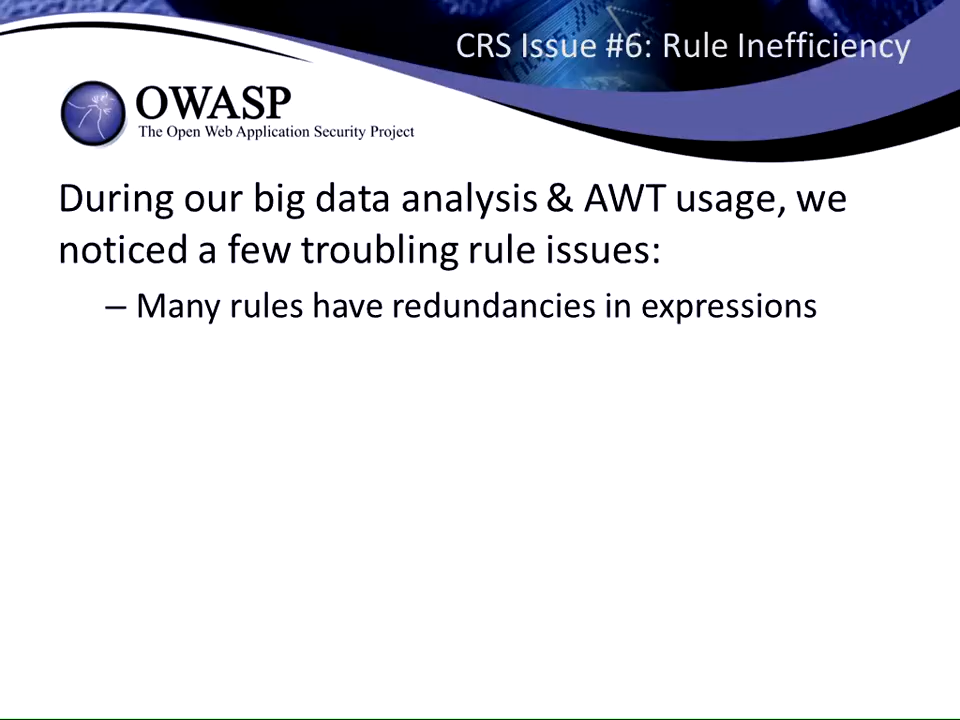 CRS Issue #6: Rule Inefficiency
OWASP
The Open Web Application Security Project
During our big data analysis & AWT usage, we
noticed a few troubling rule issues:
– Many rules have redundancies in expressions